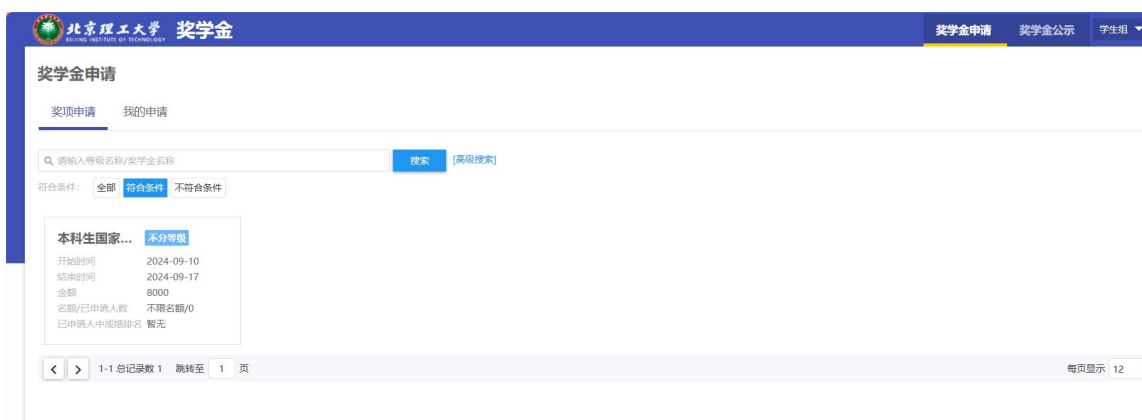 北京理工大学 奖学金 奖学金申请 奖学金公示 学生组
BEIJING INSTITUTE OF TECHNOLOGY
奖学金申请
奖项申请 我的申请
请输入等级名称/奖学金名称 搜索 [高级搜索]
符合条件: 全部 符合条件 不符合条件
本科生国家... 不分等级
开始时间 2024-09-10
结束时间 2024-09-17
金额 8000
名额/已申请人数 不限名额/0
已申请人中成绩排名 暂无
1-1 总记录数 1 跳转至 1 页 每页显示 12